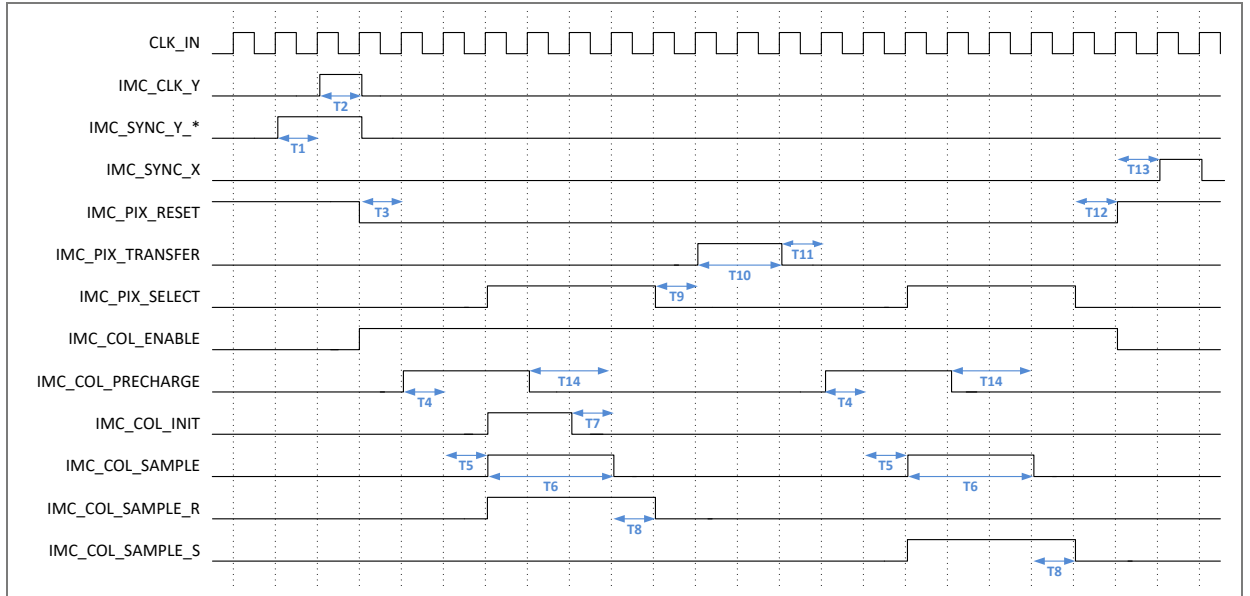 CLK_IN
IMC_CLK_Y
T2
IMC_SYNC_Y_*
T1
IMC_SYNC_X
T13
IMC_PIX_RESET
T3
T12
IMC_PIX_TRANSFER
T11
T10
IMC_PIX_SELECT
T9
IMC_COL_ENABLE
IMC_COL_PRECHARGE
T14
T14
T4
T4
IMC_COL_INIT
T7
IMC_COL_SAMPLE
T5
T5
T6
T6
IMC_COL_SAMPLE_R
T8
IMC_COL_SAMPLE_S
T8